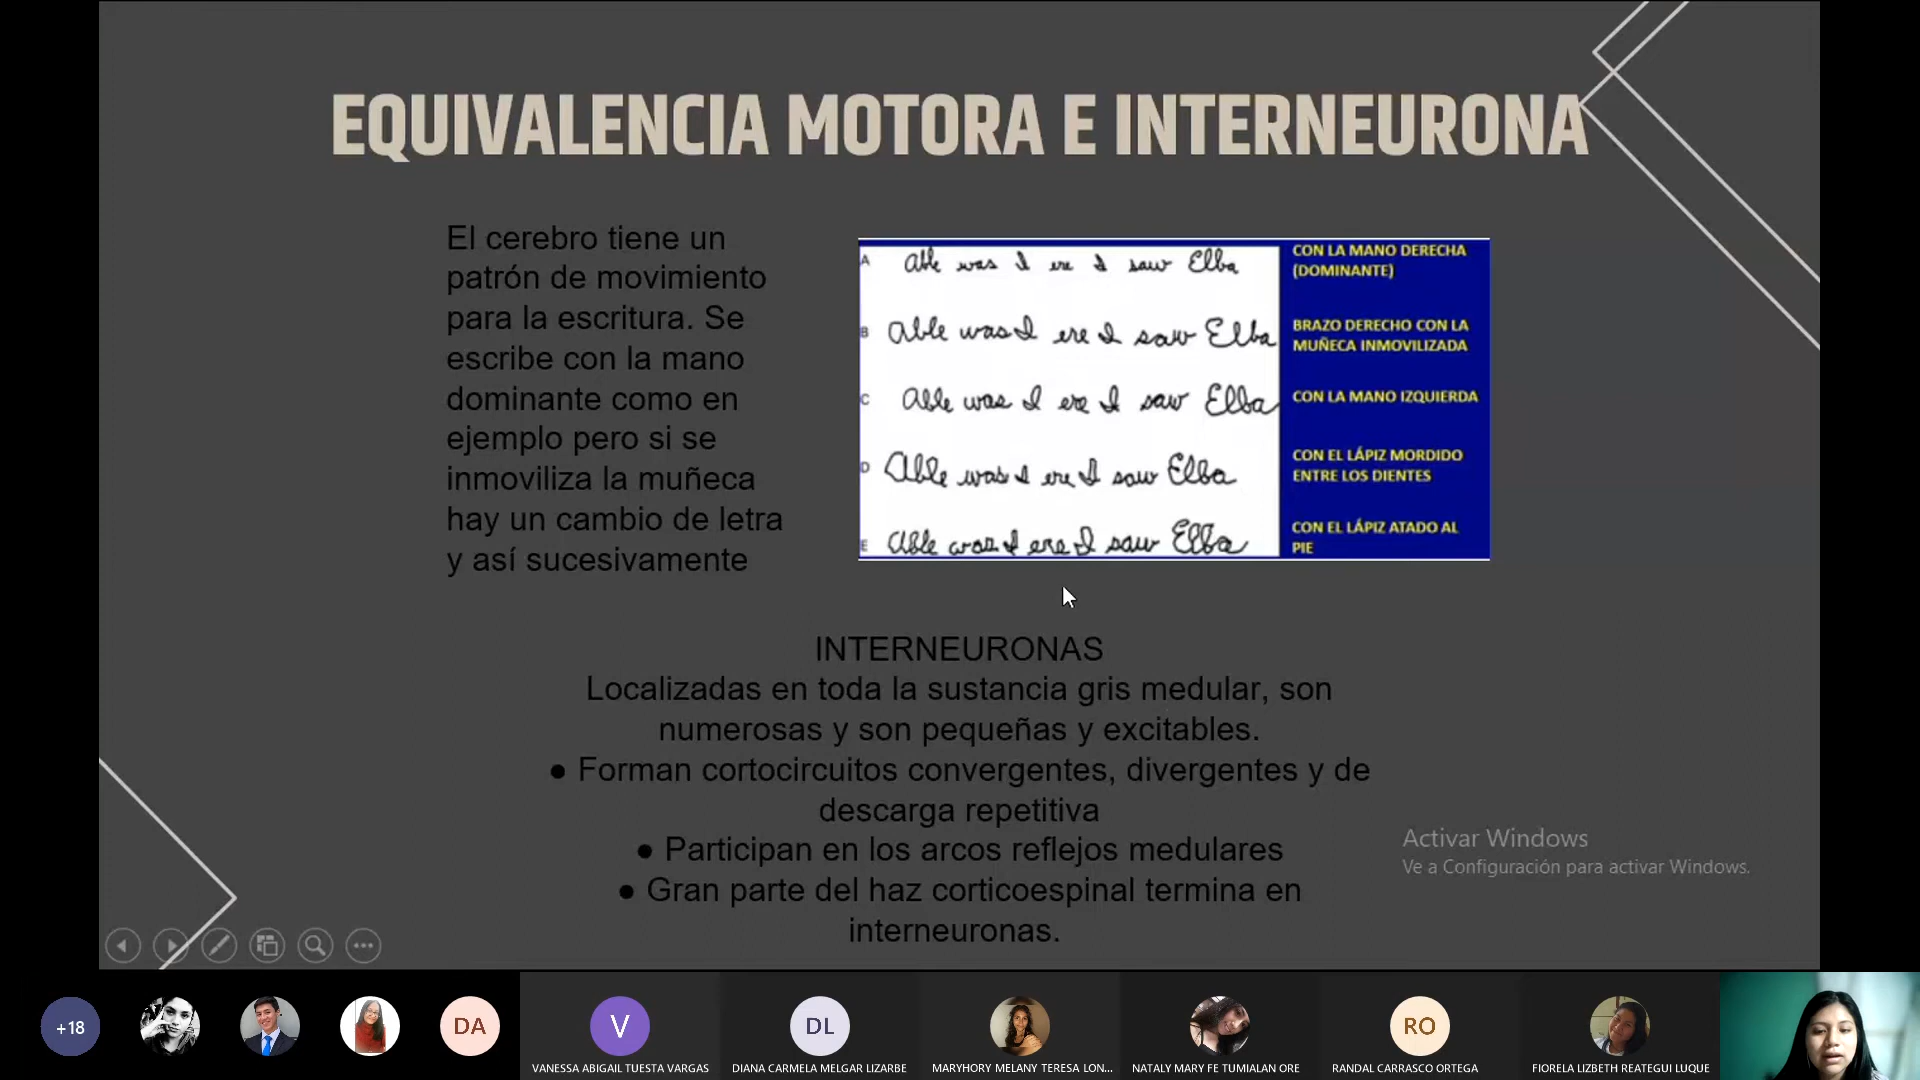 EQUIVALENCIA MOTORA E INTERNEURONA
El cerebro tiene un
patrón de movimiento
para la escritura. Se
escribe con la mano
dominante como en
ejemplo pero si se
inmoviliza la muñeca
hay un cambio de letra
y así sucesivamente
A Able was I ere I saw Elba
CON LA MANO DERECHA
(DOMINANTE)
B Able was I ere I saw Elba
BRAZO DERECHO CON LA
MUÑECA INMOVILIZADA
C Able was I ere I saw Elba
CON LA MANO IZQUIERDA
D Able was I ere I saw Elba
CON EL LÁPIZ MORDIDO
ENTRE LOS DIENTES
E Able was I ere I saw Elba
CON EL LÁPIZ ATADO AL
PIE
INTERNEURONAS
Localizadas en toda la sustancia gris medular, son
numerosas y son pequeñas y excitables.
● Forman cortocircuitos convergentes, divergentes y de
descarga repetitiva
● Participan en los arcos reflejos medulares
● Gran parte del haz corticoespinal termina en
interneuronas.
Activar Windows
Ve a Configuración para activar Windows.
+18
DA
V
DL
RO
VANESSA ABIGAIL TUESTA VARGAS
DIANA CARMELA MELGAR LIZARBE
MARYHORY MELANY TERESA LON...
NATALY MARY FE TUMIALAN ORE
RANDAL CARRASCO ORTEGA
FIORELA LIZBETH REATEGUI LUQUE